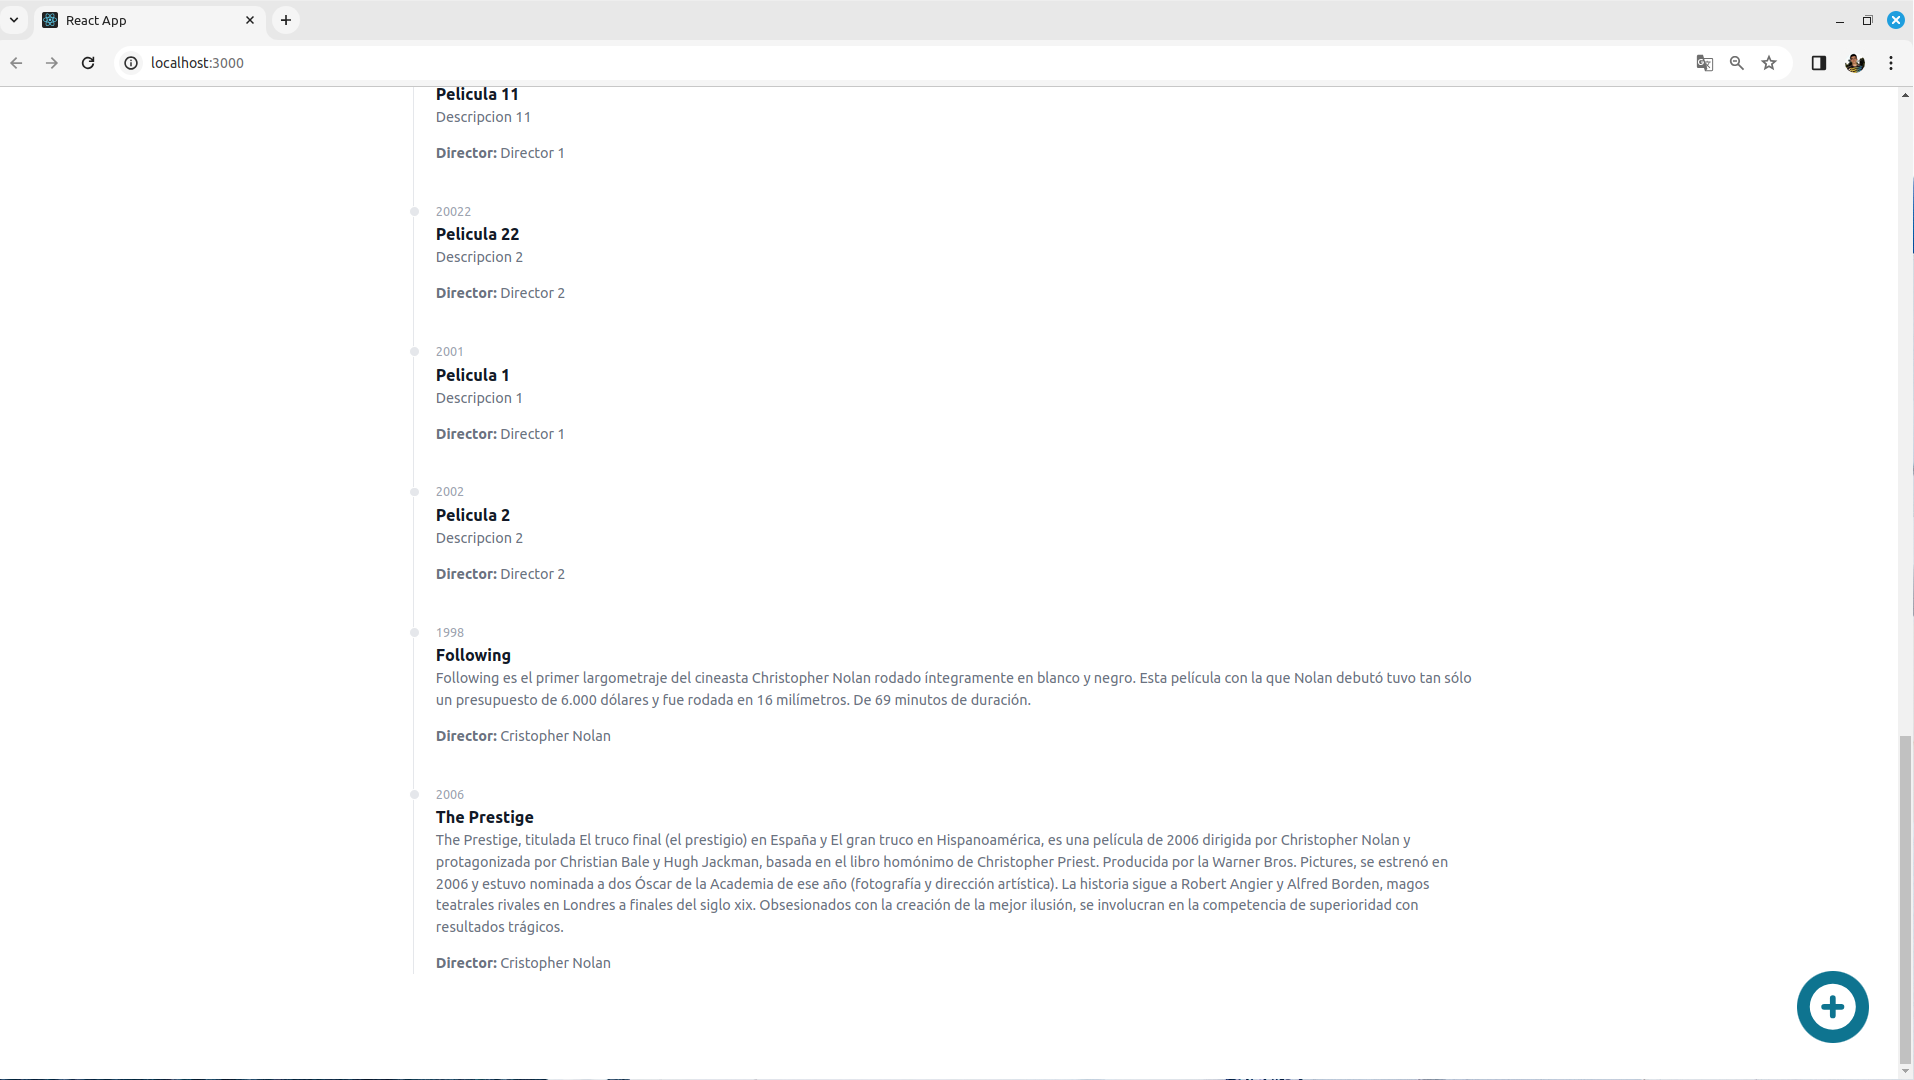 React App
localhost:3000
Pelicula 11
Descripcion 11
Director: Director 1
20022
Pelicula 22
Descripcion 2
Director: Director 2
2001
Pelicula 1
Descripcion 1
Director: Director 1
2002
Pelicula 2
Descripcion 2
Director: Director 2
1998
Following
Following es el primer largometraje del cineasta Christopher Nolan rodado íntegramente en blanco y negro. Esta película con la que Nolan debutó tuvo tan sólo
un presupuesto de 6.000 dólares y fue rodada en 16 milímetros. De 69 minutos de duración.
Director: Cristopher Nolan
2006
The Prestige
The Prestige, titulada El truco final (el prestigio) en España y El gran truco en Hispanoamérica, es una película de 2006 dirigida por Christopher Nolan y
protagonizada por Christian Bale y Hugh Jackman, basada en el libro homónimo de Christopher Priest. Producida por la Warner Bros. Pictures, se estrenó en
2006 y estuvo nominada a dos Óscar de la Academia de ese año (fotografía y dirección artística). La historia sigue a Robert Angier y Alfred Borden, magos
teatrales rivales en Londres a finales del siglo xix. Obsesionados con la creación de la mejor ilusión, se involucran en la competencia de superioridad con
resultados trágicos.
Director: Cristopher Nolan